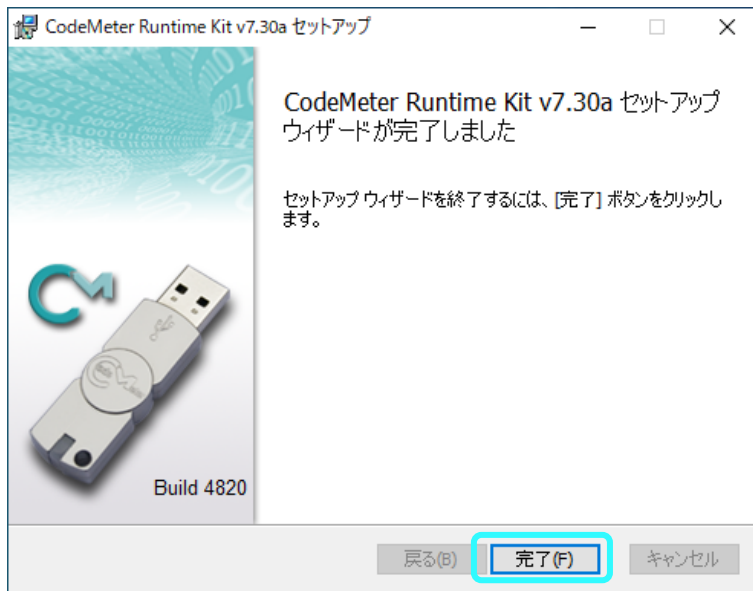 CodeMeter Runtime Kit v7.30a セットアップ
CodeMeter Runtime Kit v7.30a セットアップ
ウィザードが完了しました
セットアップ ウィザードを終了するには、[完了] ボタンをクリックし
ます。
Build 4820
戻る(B)
完了(F)
キャンセル